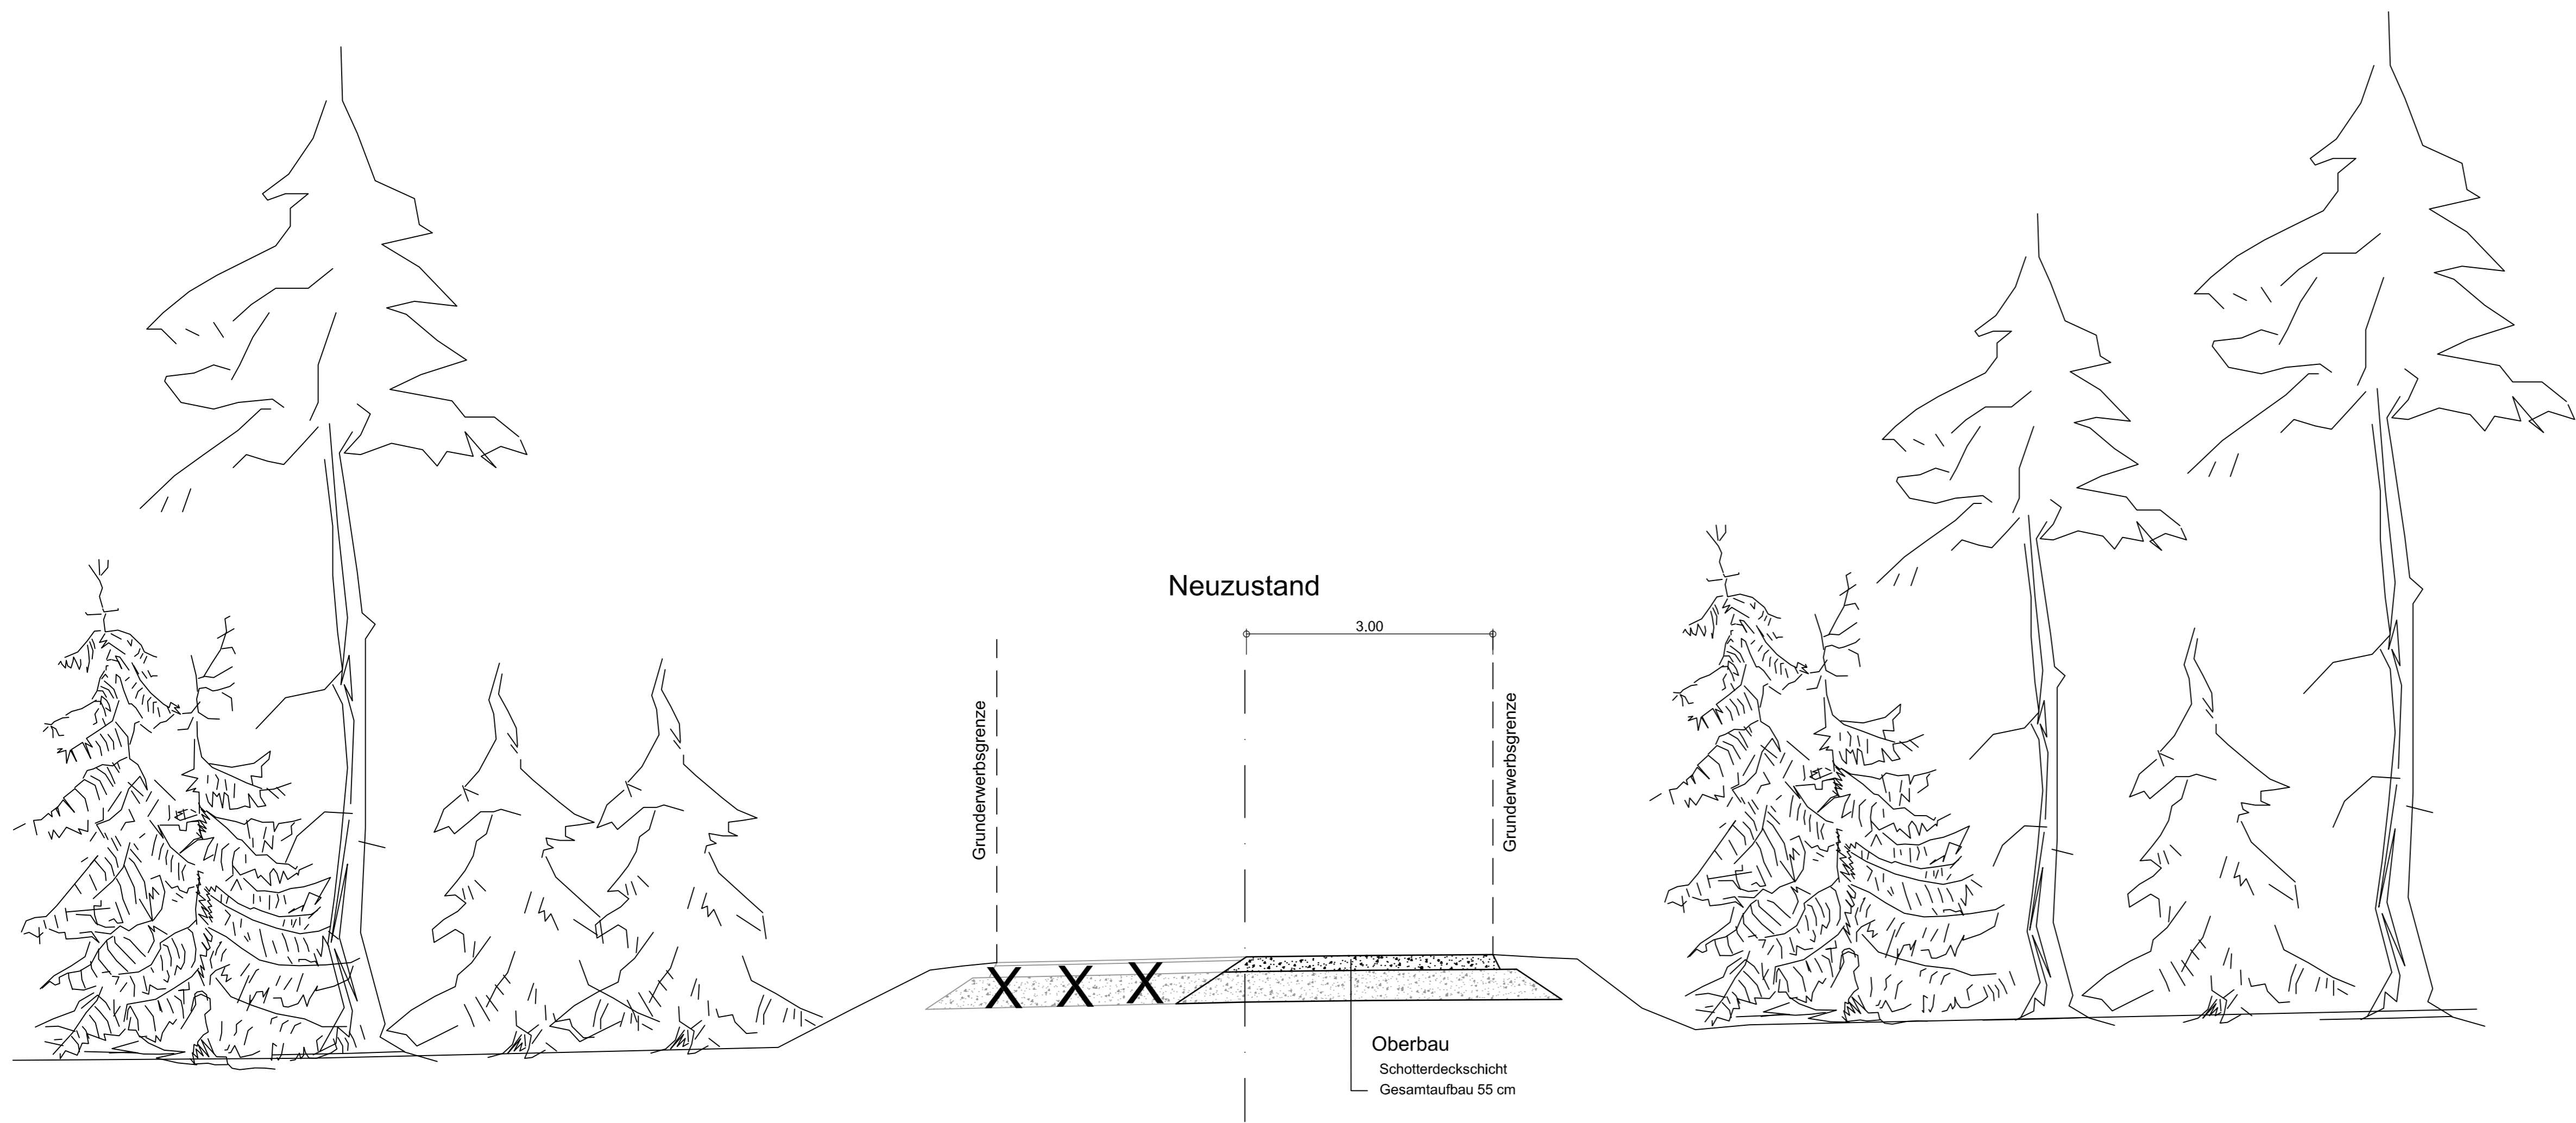 Neuzustand
3.00
Grunderwerbsgrenze
Grunderwerbsgrenze
X X X
Oberbau
Schotterdeckschicht
Gesamtaufbau 55 cm